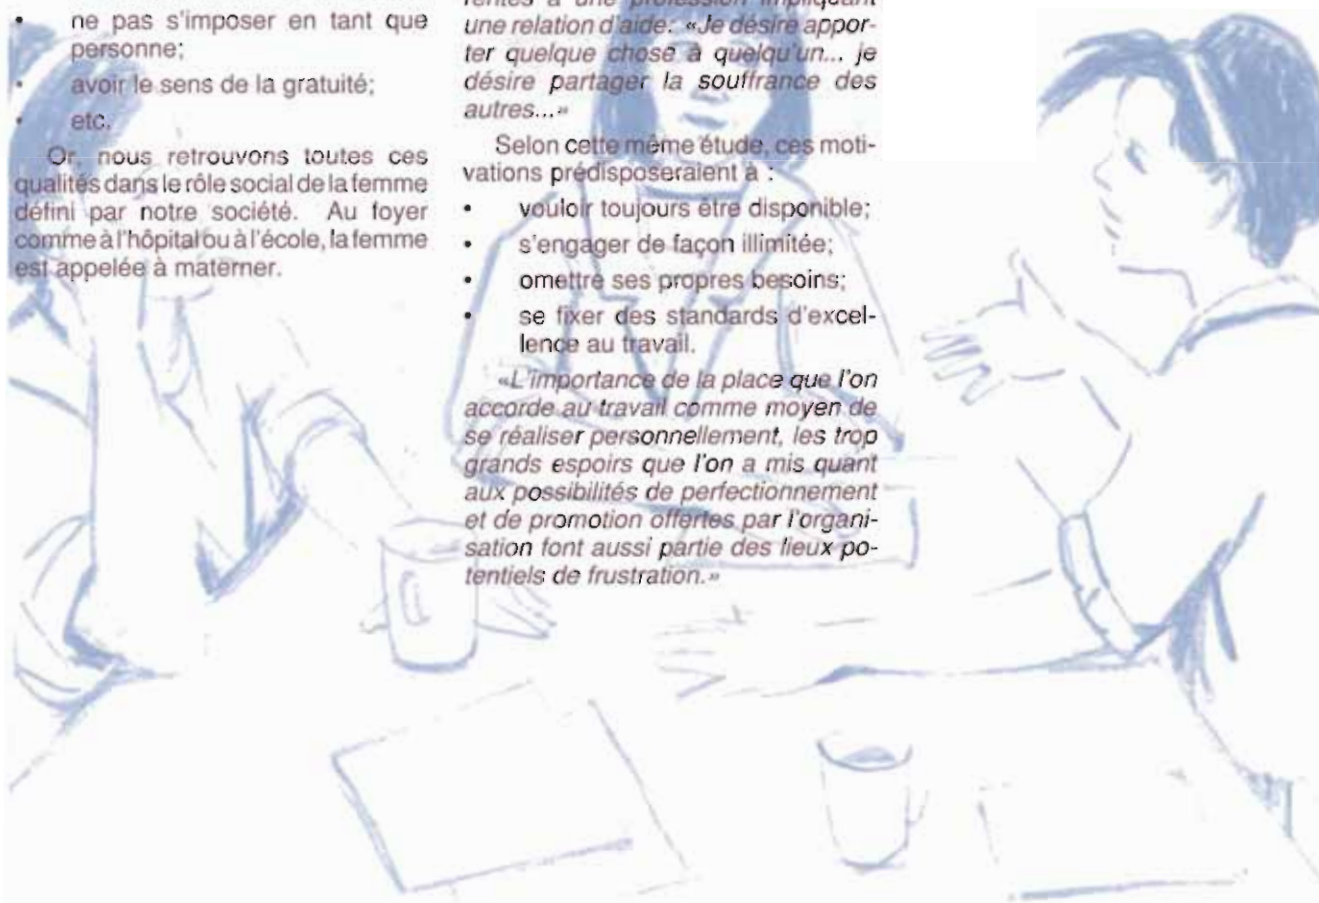 • ne pas s'imposer en tant que
personne;
• avoir le sens de la gratuité;
• etc.
Or, nous retrouvons toutes ces
qualités dans le rôle social de la femme
défini par notre société. Au foyer
comme à l'hôpital ou à l'école, la femme
est appelée à materner.
rentes à une profession impliquant
une relation d'aide: «Je désire appor-
ter quelque chose à quelqu'un... je
désire partager la souffrance des
autres...»
Selon cette même étude, ces moti-
vations prédisposeraient à :
• vouloir toujours être disponible;
• s'engager de façon illimitée;
• omettre ses propres besoins;
• se fixer des standards d'excel-
lence au travail.
«L'importance de la place que l'on
accorde au travail comme moyen de
se réaliser personnellement, les trop
grands espoirs que l'on a mis quant
aux possibilités de perfectionnement
et de promotion offertes par l'organi-
sation font aussi partie des lieux po-
tentiels de frustration.»